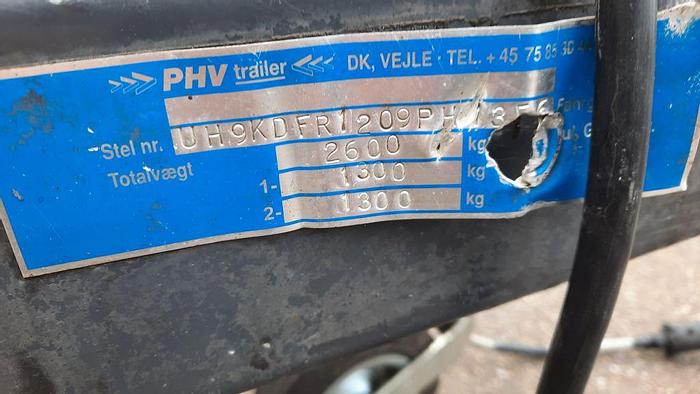 PHV trailer DK, VEJLE · TEL. +45 75 85
Stel nr. UH9KDFR1209PH
Totalvægt 2600 kg
1- 1300 kg
2- 1300 kg